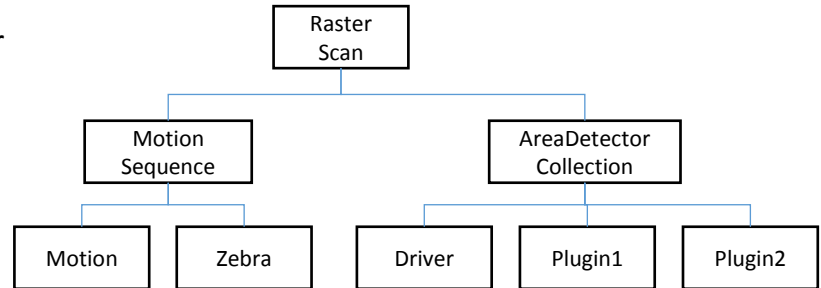 Raster
Scan
Motion
Sequence
AreaDetector
Collection
Motion
Zebra
Driver
Plugin1
Plugin2